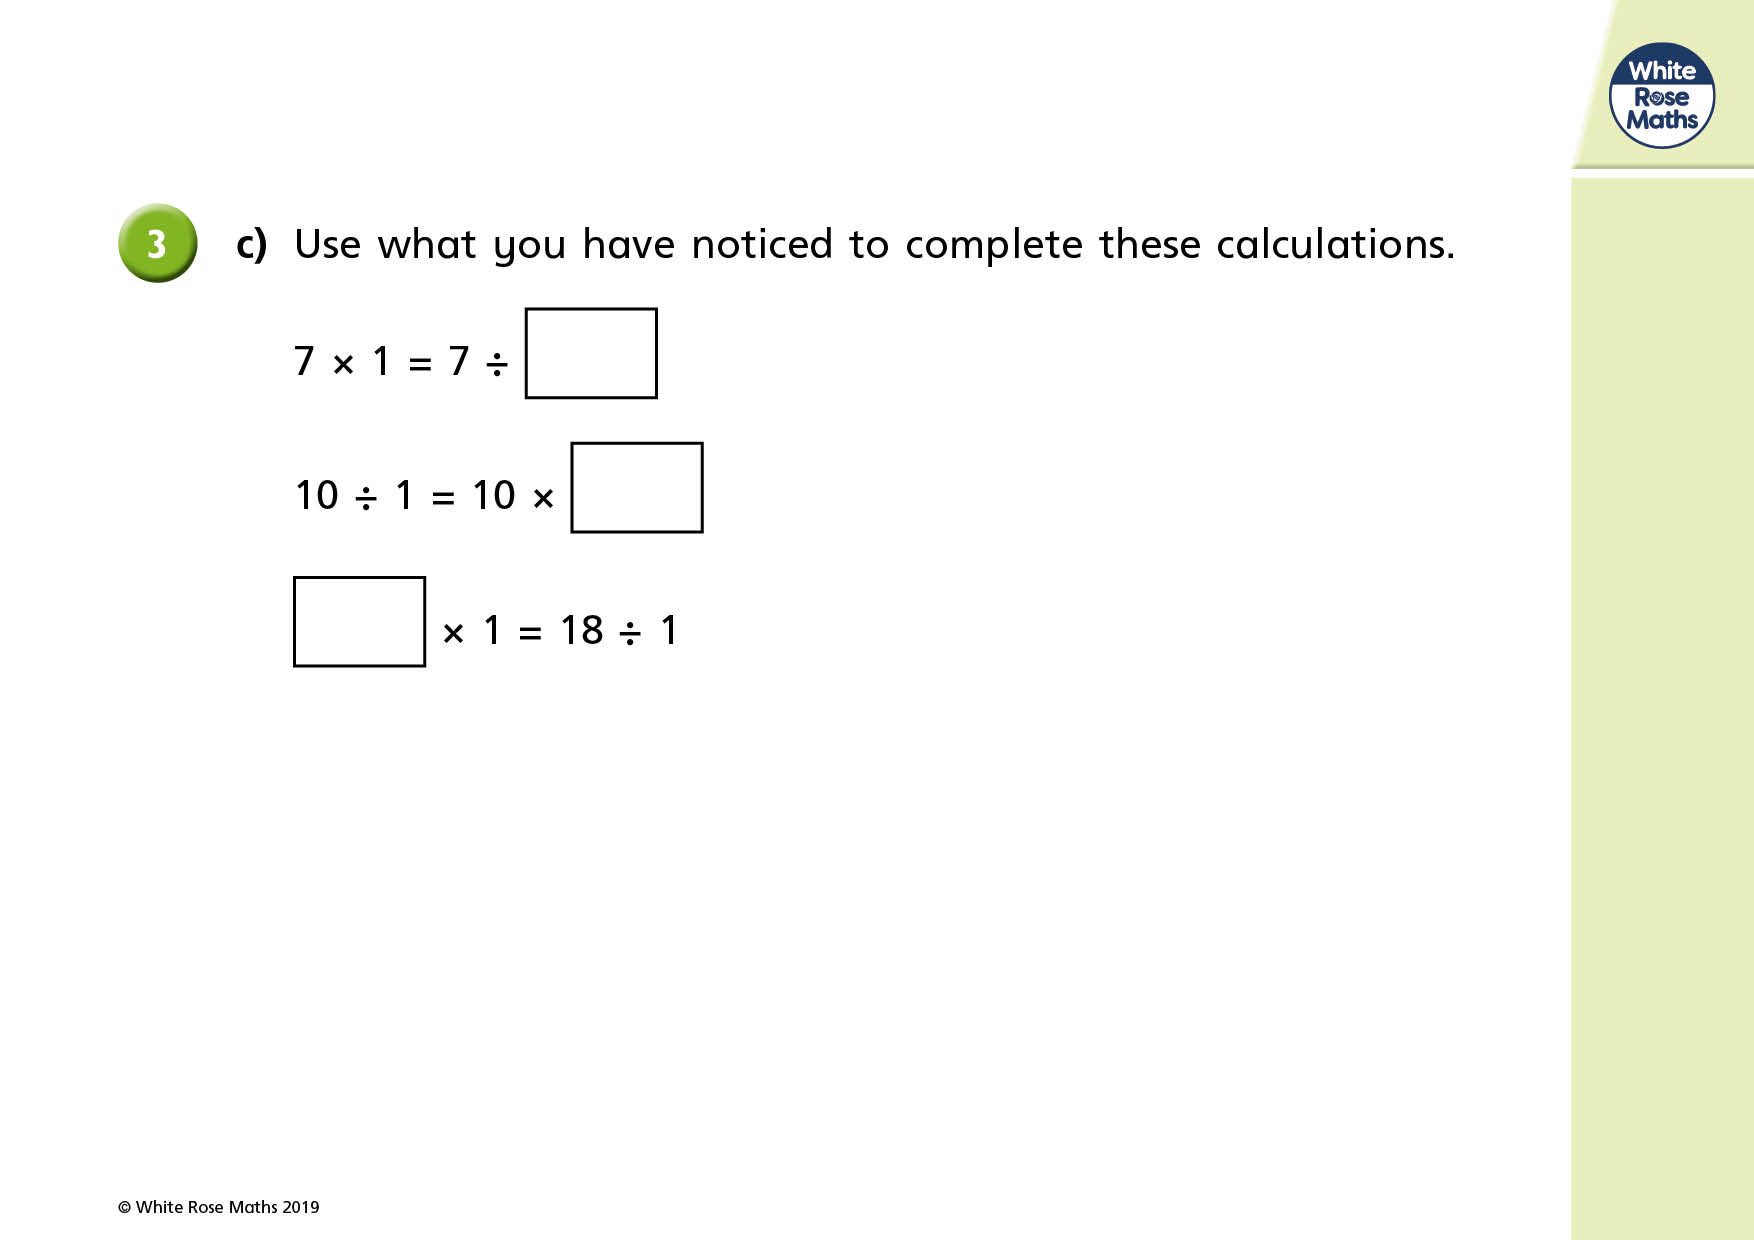 White
Rose
Maths
3 c) Use what you have noticed to complete these calculations.
7 × 1 = 7 ÷
10 ÷ 1 = 10 ×
× 1 = 18 ÷ 1
© White Rose Maths 2019